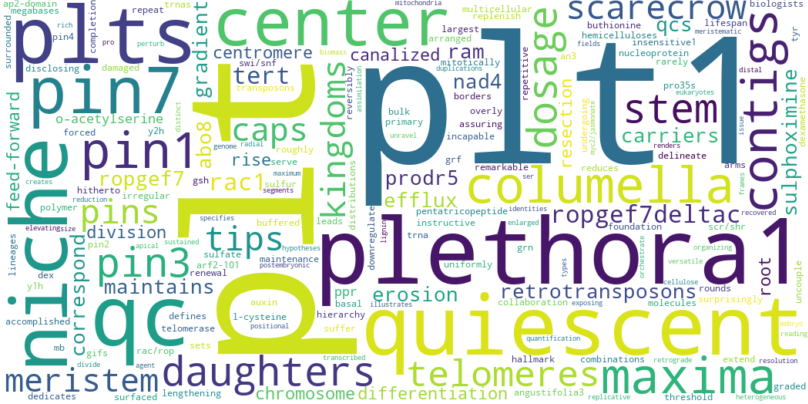 ap2-domain
megabases
trnas
mitochondria
multicellular
replenish
scarecrow
biologists
plts
surrounded
rich
repeat
pin4
completion
gradient
center
centromere
swi/snf
canalized
ram
largest
arranged
mitotically
duplications
buthionine
hemicelluloses
insensitive1
fields
qcs
lifespan
meristematic
pro
perturb
disclosing
damaged
transposons
tert
reversibly
borders
overly
assuring
incapable
nad4
repetitive
dosage
nucleoprotein
rarely
an3
tyr
distal
pin7
o-acetylserine
forced
y2h
distinct
abo8
plt2
plt1
bulk
primary
unravel
assimilation
biomass
resection
undergoing
myc2/jasmonate
pro35s
eukaryotes
stem
contigs
sulphoximine
dexamethasone
feed-forward
niche
pin1
caps
rise
genome
radial
serve
kingdoms
distributions
grf
remarkable
ser
carriers
delineate
reduces
issue
renders
arms
frames
hitherto
polymer
creates
ropgef7
irregular
gsh
roughly
maximum
sulfur
segments
rac1
prodr5
efflux
columella
pentatricopeptide
instructive
identities
enlarged
ropgef7deltac
recovered
pins
reduction
elevating
size
pin2
apical
division
specifies
sustained
buffered
leads
tips
hypotheses
downregulate
lignin
plethora1
trna
grn
foundation
scr/shr
organizing
root
versatile
orchestrate
uncouple
lineages
y1h
dex
correspond
pin3
renewal
sulfate
arf2-101
postembryonic
maintenance
ppr
basal
illustrates
erosion
uniformly
types
cellulose
retrotransposons
rounds
accomplished
mb
gifs
divide
qc
maintains
defines
telomerase
auxin
l-cysteine
positional
hierarchy
suffer
quiescent
collaboration
exposing
molecules
surprisingly
embryo
reading
quantification
resolution
meristem
rac/rop
agent
sets
daughters
telomeres
hallmark
combinations
retrograde
extend
maxima
graded
dedicates
surfaced
lengthening
chromosome
transcribed
differentiation
angustifolia3
replicative
threshold
heterogeneous